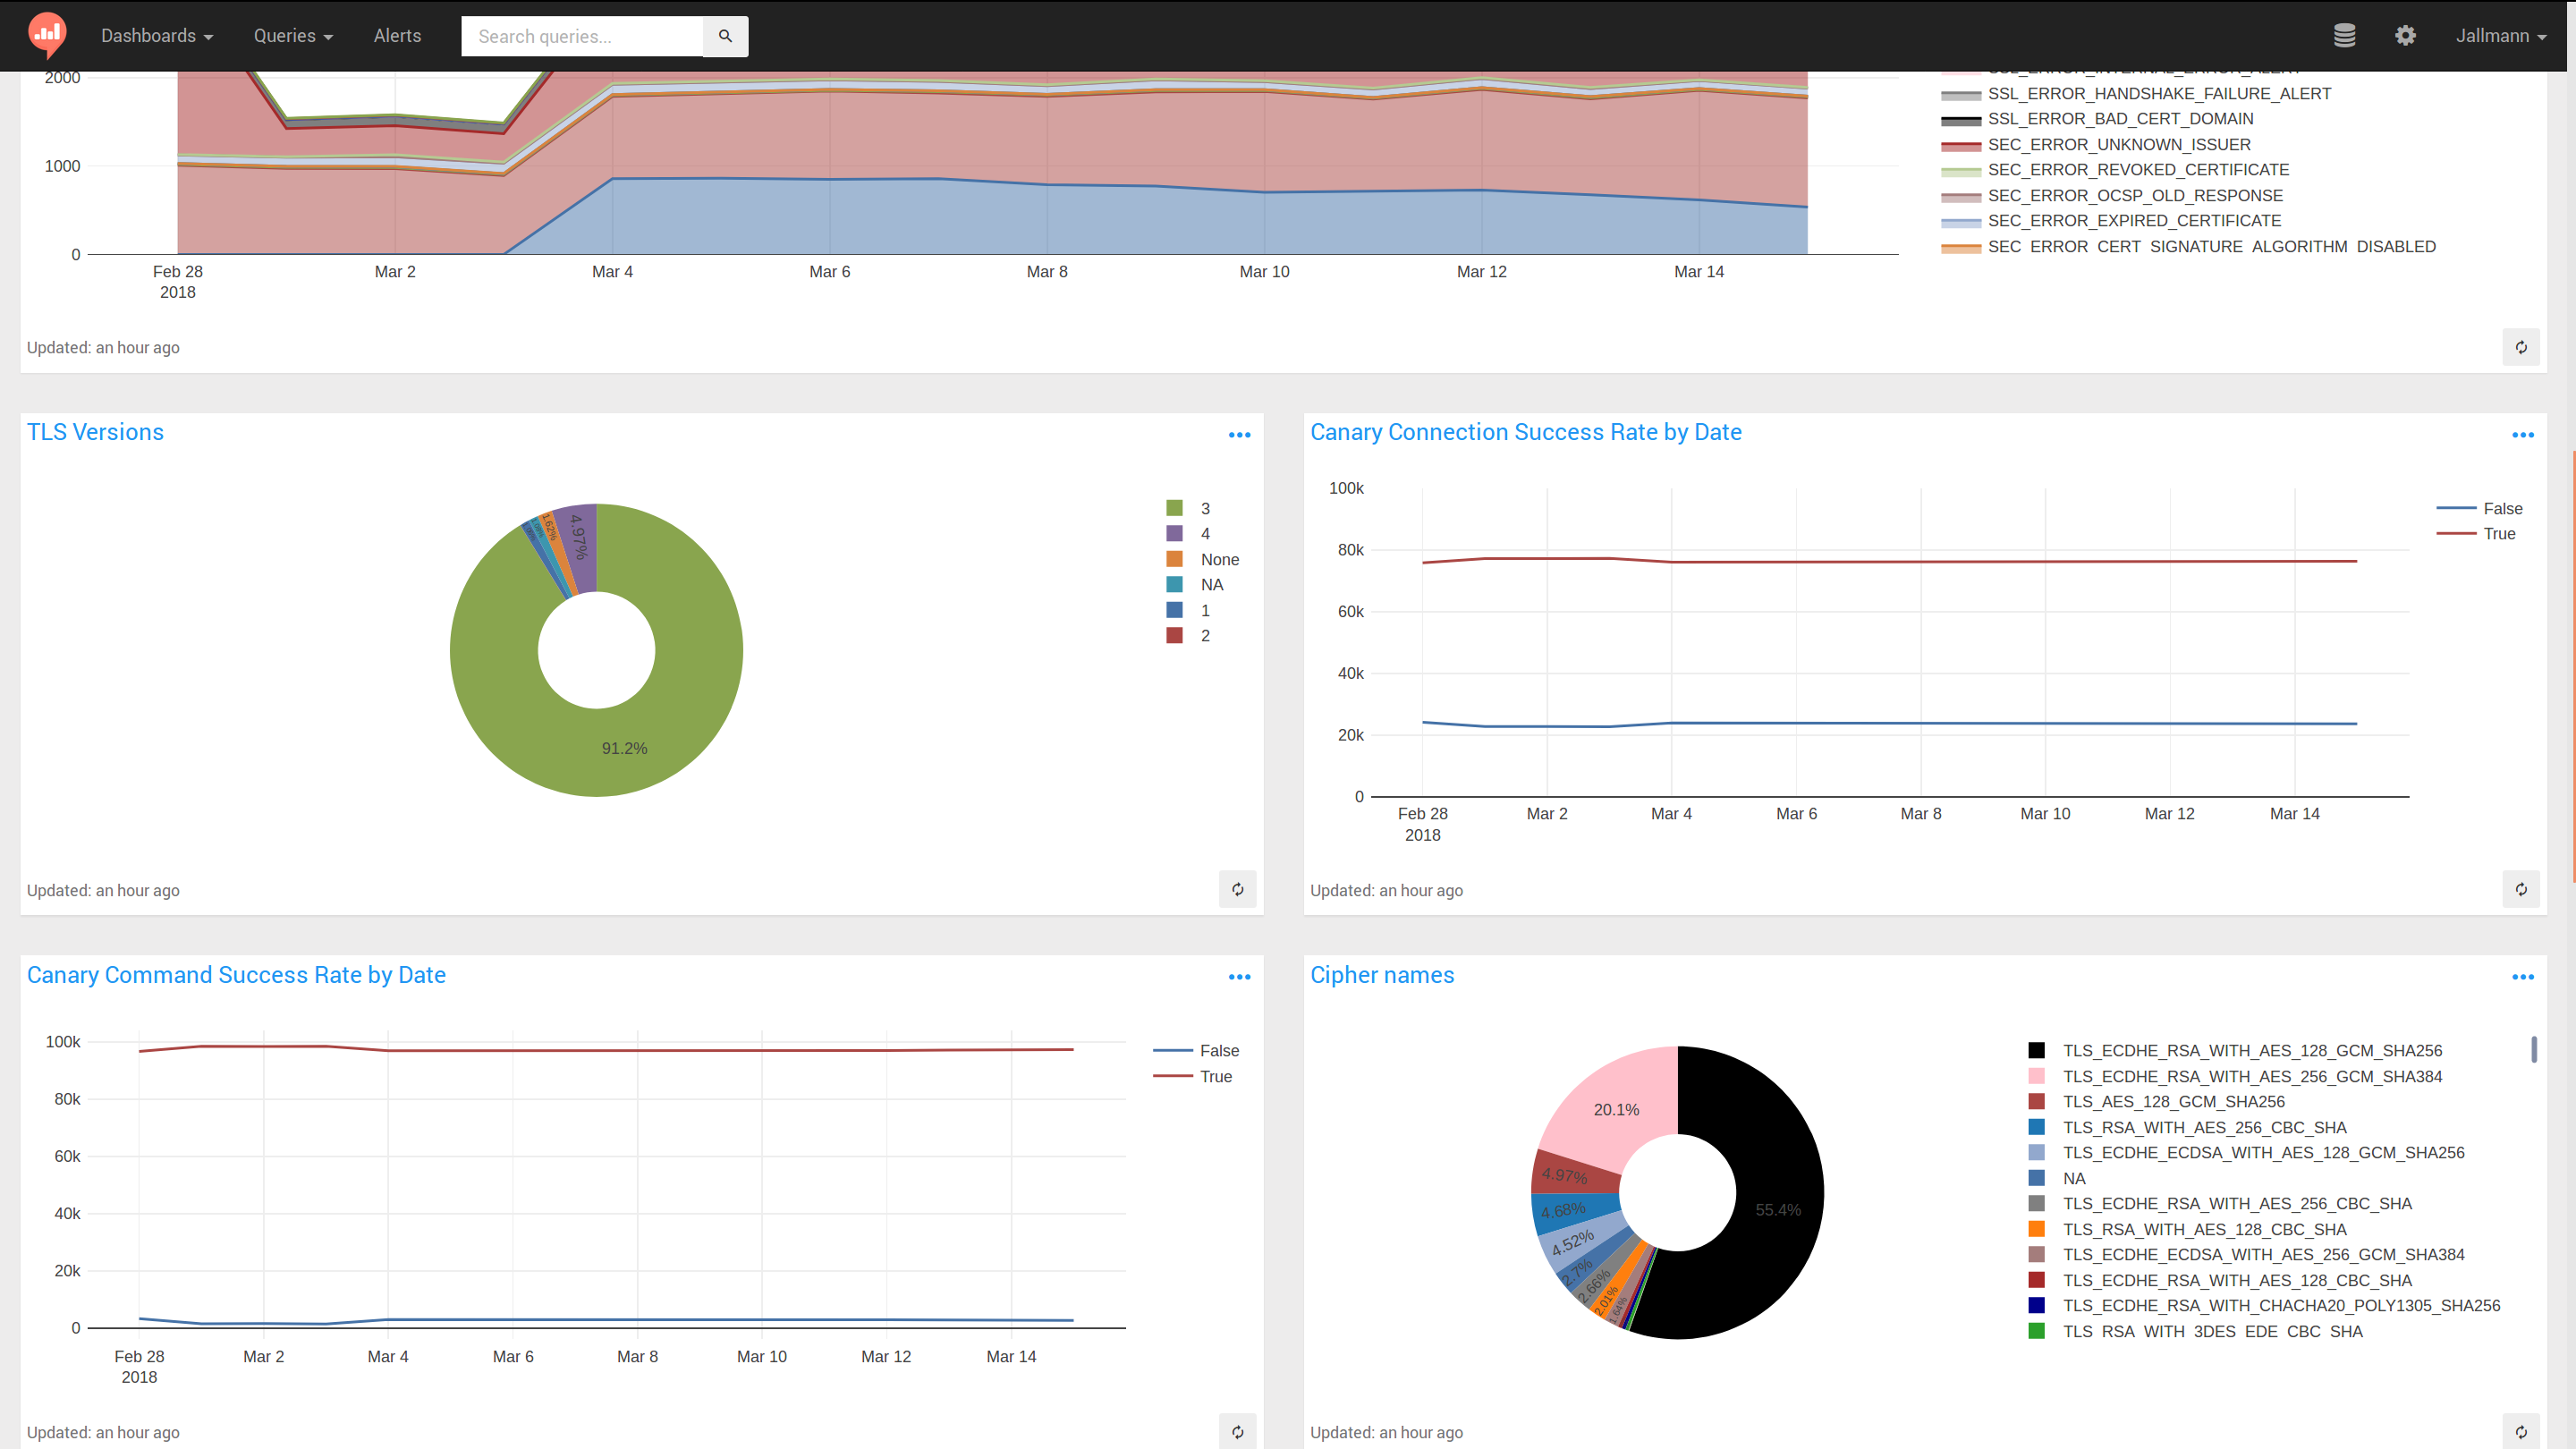 Dashboards Queries Alerts Search queries... Jallmann
2000
1000
0
Feb 28 Mar 2 Mar 4 Mar 6 Mar 8 Mar 10 Mar 12 Mar 14
2018
SSL_ERROR_INTERNAL_ERROR_ALERT
SSL_ERROR_HANDSHAKE_FAILURE_ALERT
SSL_ERROR_BAD_CERT_DOMAIN
SEC_ERROR_UNKNOWN_ISSUER
SEC_ERROR_REVOKED_CERTIFICATE
SEC_ERROR_OCSP_OLD_RESPONSE
SEC_ERROR_EXPIRED_CERTIFICATE
SEC_ERROR_CERT_SIGNATURE_ALGORITHM_DISABLED
Updated: an hour ago
TLS Versions
4.97%
1.62%
91.2%
3
4
None
NA
1
2
Updated: an hour ago
Canary Connection Success Rate by Date
100k
80k
60k
40k
20k
0
Feb 28 Mar 2 Mar 4 Mar 6 Mar 8 Mar 10 Mar 12 Mar 14
2018
False
True
Updated: an hour ago
Canary Command Success Rate by Date
100k
80k
60k
40k
20k
0
Feb 28 Mar 2 Mar 4 Mar 6 Mar 8 Mar 10 Mar 12 Mar 14
2018
False
True
Updated: an hour ago
Cipher names
20.1%
4.97%
4.68%
4.52%
2.7%
2.66%
2.01%
1.64%
55.4%
TLS_ECDHE_RSA_WITH_AES_128_GCM_SHA256
TLS_ECDHE_RSA_WITH_AES_256_GCM_SHA384
TLS_AES_128_GCM_SHA256
TLS_RSA_WITH_AES_256_CBC_SHA
TLS_ECDHE_ECDSA_WITH_AES_128_GCM_SHA256
NA
TLS_ECDHE_RSA_WITH_AES_256_CBC_SHA
TLS_RSA_WITH_AES_128_CBC_SHA
TLS_ECDHE_ECDSA_WITH_AES_256_GCM_SHA384
TLS_ECDHE_RSA_WITH_AES_128_CBC_SHA
TLS_ECDHE_RSA_WITH_CHACHA20_POLY1305_SHA256
TLS_RSA_WITH_3DES_EDE_CBC_SHA
Updated: an hour ago